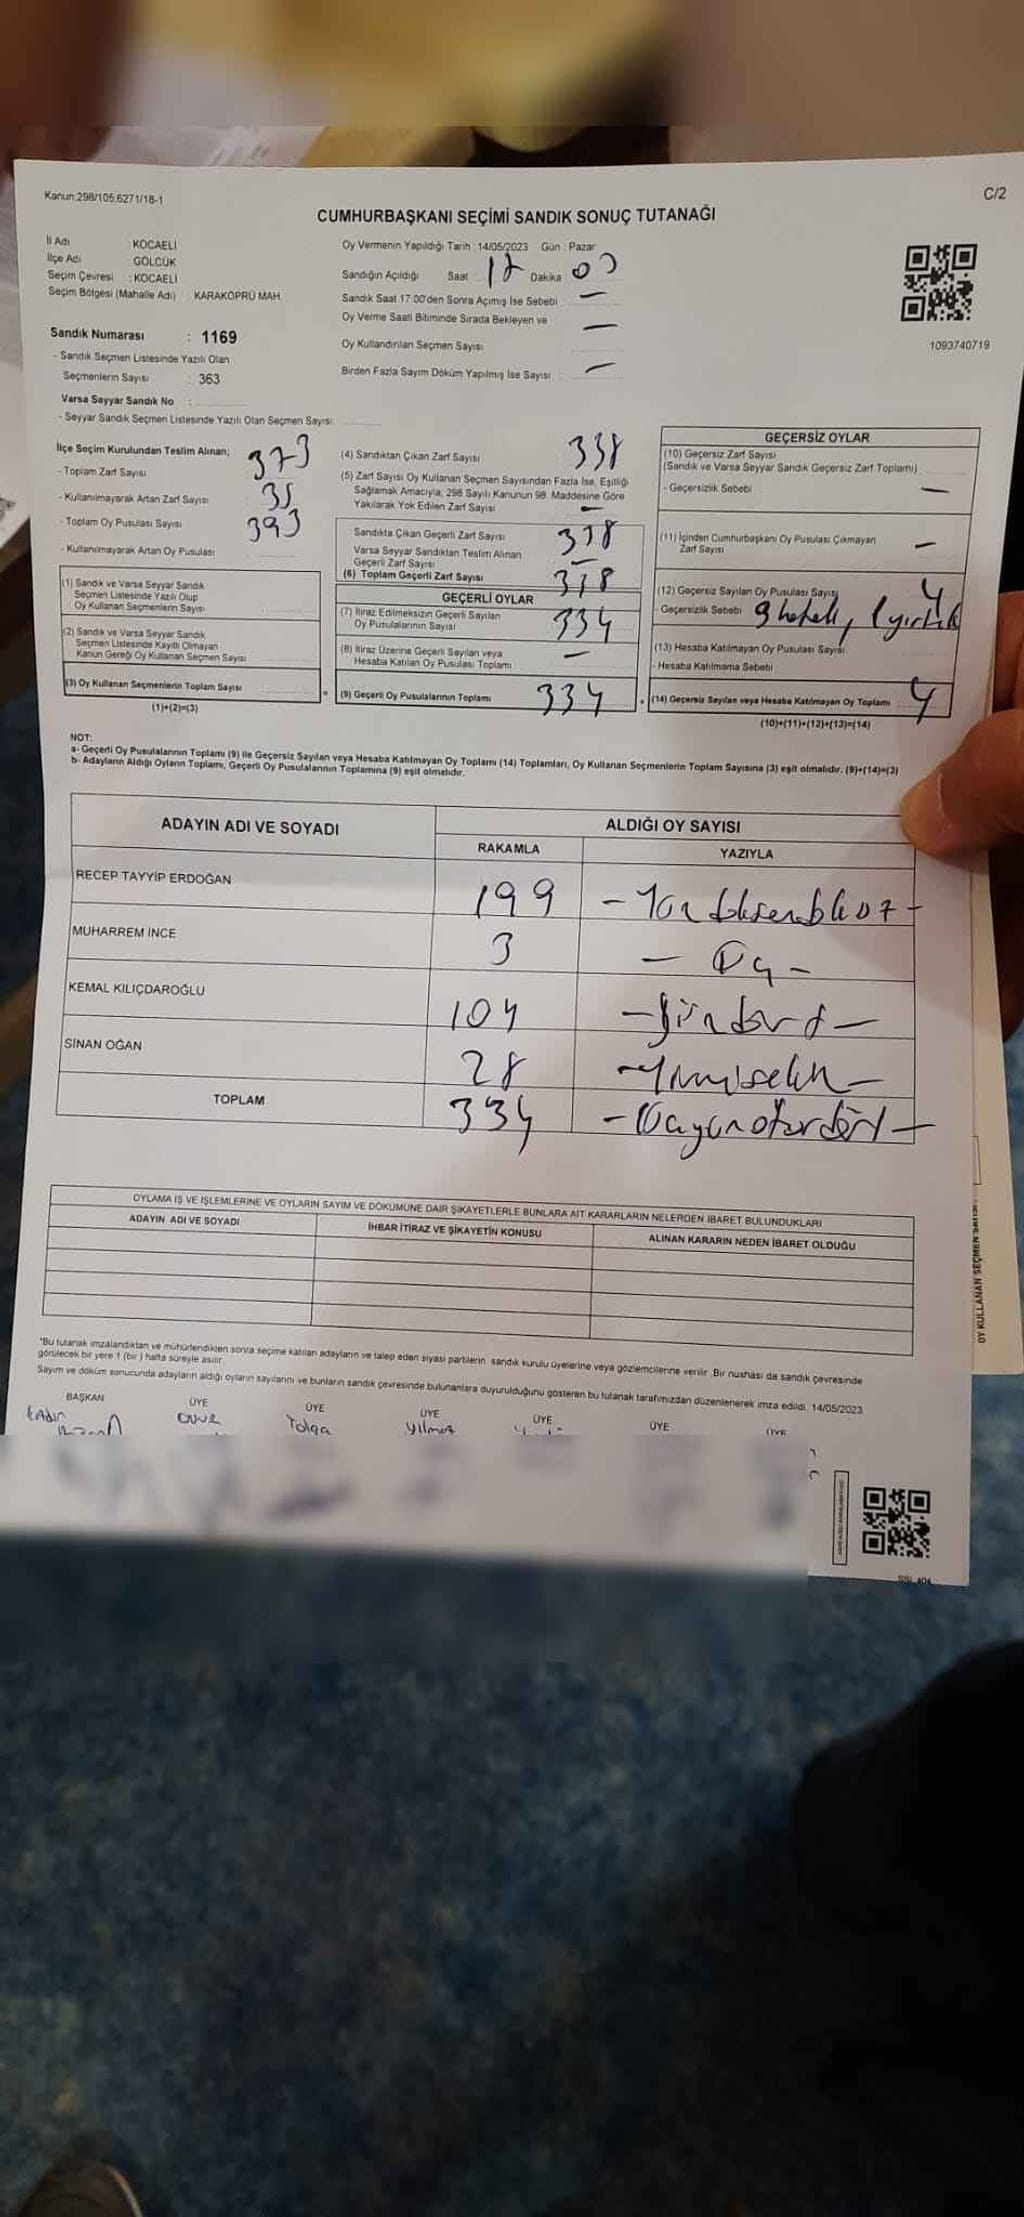 Kanun.298/105,6271/18-1
C/2
CUMHURBAŞKANI SEÇİMİ SANDIK SONUÇ TUTANAĞI
İl Adı : KOCAELİ
İlçe Adı : GÖLCÜK
Seçim Çevresi : KOCAELİ
Seçim Bölgesi (Mahalle Adı) KARAKÖPRÜ MAH
Sandık Numarası : 1169
- Sandık Seçmen Listesinde Yazılı Olan
Seçmenlerin Sayısı : 363
Varsa Seyyar Sandık No :
- Seyyar Sandık Seçmen Listesinde Yazılı Olan Seçmen Sayısı:
Oy Vermenin Yapıldığı Tarih : 14/05/2023 Gün : Pazar
Sandığın Açıldığı Saat 17 Dakika
Sandık Saat 17:00'den Sonra Açımış İse Sebebi —
Oy Verme Saati Bitiminde Sırada Bekleyen ve —
Oy Kullandırılan Seçmen Sayısı
Birden Fazla Sayım Döküm Yapılmış İse Sayısı —
1093740719
İlçe Seçim Kurulundan Teslim Alınan;
- Toplam Zarf Sayısı 373
- Kullanılmayarak Artan Zarf Sayısı 35
- Toplam Oy Pusulası Sayısı 393
- Kullanılmayarak Artan Oy Pusulası
(1) Sandık ve Varsa Seyyar Sandık
Seçmen Listesinde Yazılı Olup
Oy Kullanan Seçmenlerin Sayısı
(2) Sandık ve Varsa Seyyar Sandık
Seçmen Listesinde Kayıtlı Olmayan
Kanun Gereği Oy Kullanan Seçmen Sayısı
(3) Oy Kullanan Seçmenlerin Toplam Sayısı
(1)+(2)=(3)
(4) Sandıktan Çıkan Zarf Sayısı 338
(5) Zarf Sayısı Oy Kullanan Seçmen Sayısından Fazla İse, Eşitliği
Sağlamak Amacıyla, 298 Sayılı Kanunun 98. Maddesine Göre
Yakılarak Yok Edilen Zarf Sayısı —
Sandıkta Çıkan Geçerli Zarf Sayısı 338
Varsa Seyyar Sandıktan Teslim Alınan
Geçerli Zarf Sayısı —
(6) Toplam Geçerli Zarf Sayısı 338
GEÇERLİ OYLAR
(7) İtiraz Edilmeksizin Geçerli Sayılan
Oy Pusulalarının Sayısı 334
(8) İtiraz Üzerine Geçerli Sayılan veya
Hesaba Katılan Oy Pusulası Toplamı —
= (9) Geçerli Oy Pusulalarının Toplamı 334
GEÇERSİZ OYLAR
(10) Geçersiz Zarf Sayısı
(Sandık ve Varsa Seyyar Sandık Geçersiz Zarf Toplamı)
- Geçersizlik Sebebi —
(11) İçinden Cumhurbaşkanı Oy Pusulası Çıkmayan
Zarf Sayısı —
(12) Geçersiz Sayılan Oy Pusulası Sayısı 4
- Geçersizlik Sebebi
(13) Hesaba Katılmayan Oy Pusulası Sayısı
- Hesaba Katılmama Sebebi
+ (14) Geçersiz Sayılan veya Hesaba Katılmayan Oy Toplamı 4
(10)+(11)+(12)+(13)=(14)
NOT:
a- Geçerli Oy Pusulalarının Toplamı (9) ile Geçersiz Sayılan veya Hesaba Katılmayan Oy Toplamı (14) Toplamları, Oy Kullanan Seçmenlerin Toplam Sayısına (3) eşit olmalıdır. (9)+(14)=(3)
b- Adayların Aldığı Oyların Toplamı, Geçerli Oy Pusulalarının Toplamına (9) eşit olmalıdır.
ADAYIN ADI VE SOYADI
ALDIĞI OY SAYISI
RAKAMLA YAZIYLA
RECEP TAYYİP ERDOĞAN 199
MUHARREM İNCE 3 — Üç —
KEMAL KILIÇDAROĞLU 104 — Yüzdört —
SİNAN OĞAN 28 — Yirmisekiz —
TOPLAM 334 — Üçyüzotuzdört —
OYLAMA İŞ VE İŞLEMLERİNE VE OYLARIN SAYIM VE DÖKÜMÜNE DAİR ŞİKAYETLERLE BUNLARA AİT KARARLARIN NELERDEN İBARET BULUNDUKLARI
ADAYIN ADI VE SOYADI İHBAR İTİRAZ VE ŞİKAYETİN KONUSU ALINAN KARARIN NEDEN İBARET OLDUĞU
"Bu tutanak imzalandıktan ve mühürlendikten sonra seçime katılan adayların ve talep eden siyasi partilerin, sandık kurulu üyelerine veya gözlemcilerine verilir. Bir nushası da sandık çevresinde
görülecek bir yere 1 (bir) hafta süreyle asılır.
Sayım ve döküm sonucunda adayların aldığı oyların sayılarını ve bunların sandık çevresinde bulunanlara duyurulduğunu gösteren bu tutanak tarafımızdan düzenlenerek imza edildi. 14/05/2023
BAŞKAN ÜYE ÜYE ÜYE ÜYE ÜYE ÜYE
Kadir Tolga Yılmaz
OY KULLANAN SEÇMEN